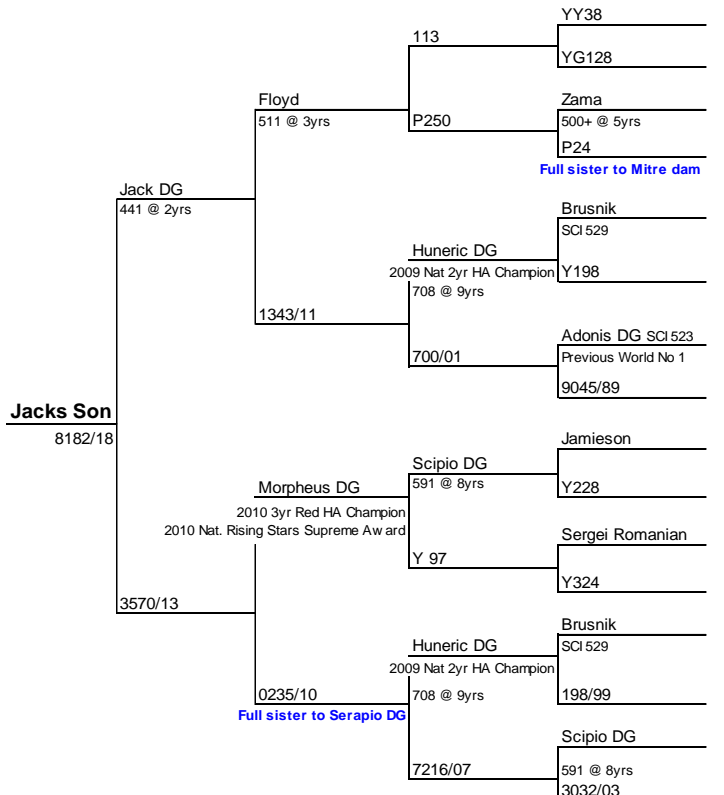 YY38
113
YG128
Floyd
511 @ 3yrs
Zama
500+ @ 5yrs
P250
P24
Full sister to Mitre dam
Jack DG
441 @ 2yrs
Brusnik
SCI 529
Huneric DG
2009 Nat 2yr HA Champion
Y198
708 @ 9yrs
1343/11
Adonis DG SCI 523
Previous World No 1
700/01
9045/89
Jacks Son
8182/18
Jamieson
Scipio DG
591 @ 8yrs
Morpheus DG
Y228
2010 3yr Red HA Champion
2010 Nat. Rising Stars Supreme Award
Sergei Romanian
Y 97
Y324
3570/13
Brusnik
SCI 529
Huneric DG
2009 Nat 2yr HA Champion
0235/10
708 @ 9yrs
198/99
Full sister to Serapio DG
Scipio DG
7216/07
591 @ 8yrs
3032/03